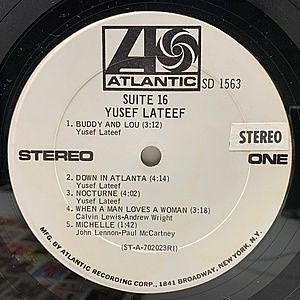 ATLANTIC
SD 1563
SUITE 16
YUSEF LATEEF
1. BUDDY AND LOU (3:12)
Yusef Lateef
STEREO
STEREO
ONE
2. DOWN IN ATLANTA (4:14)
Yusef Lateef
3. NOCTURNE (4:02)
Yusef Lateef
4. WHEN A MAN LOVES A WOMAN (3:18)
Calvin Lewis-Andrew Wright
5. MICHELLE (1:42)
John Lennon-Paul McCartney
(ST-A-702023R1)
MFG. BY ATLANTIC RECORDING CORP., 1841 BROADWAY, NEW YORK, N.Y.